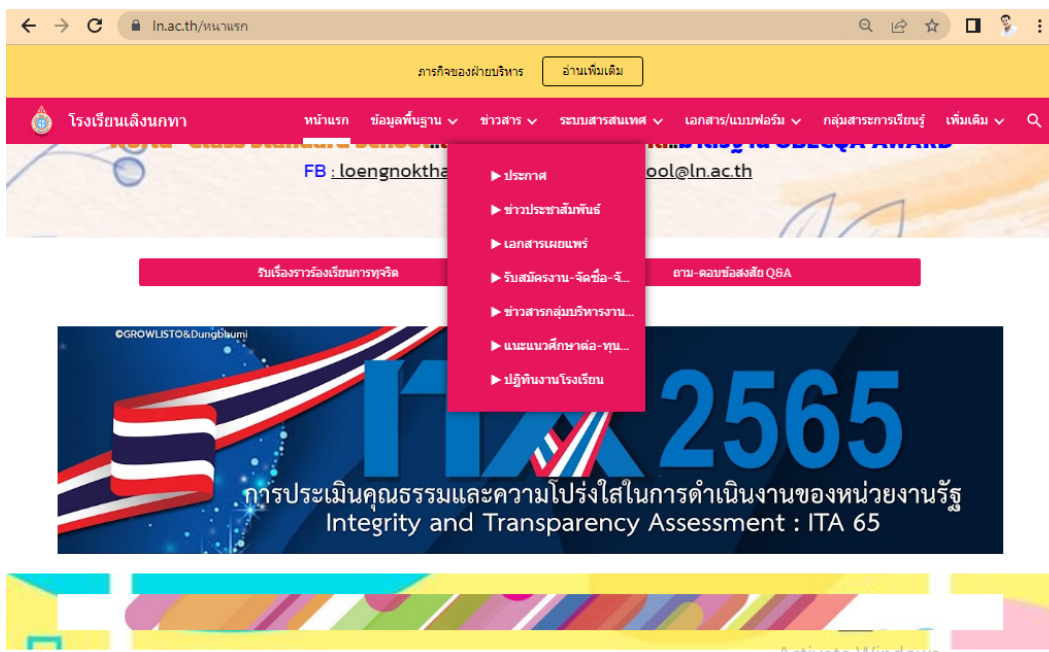 ln.ac.th/หน้าแรก
ภารกิจของฝ่ายบริหาร อ่านเพิ่มเติม
โรงเรียนเลิงนกทา หน้าแรก ข้อมูลพื้นฐาน ข่าวสาร ระบบสารสนเทศ เอกสาร/แบบฟอร์ม กลุ่มสาระการเรียนรู้ เพิ่มเติม
FB : loengnoktha
ool@ln.ac.th
▶ ประกาศ
▶ ข่าวประชาสัมพันธ์
▶ เอกสารเผยแพร่
▶ รับสมัครงาน-จัดซื้อ-จั...
▶ ข่าวสารกลุ่มบริหารงาน...
▶ แนะแนวศึกษาต่อ-ทุน...
▶ ปฏิทินงานโรงเรียน
รับเรื่องราวร้องเรียนการทุจริต ถาม-ตอบข้อสงสัย Q&A
©GROWLISTO&Dungbhumi
ITA 2565
การประเมินคุณธรรมและความโปร่งใสในการดำเนินงานของหน่วยงานรัฐ
Integrity and Transparency Assessment : ITA 65